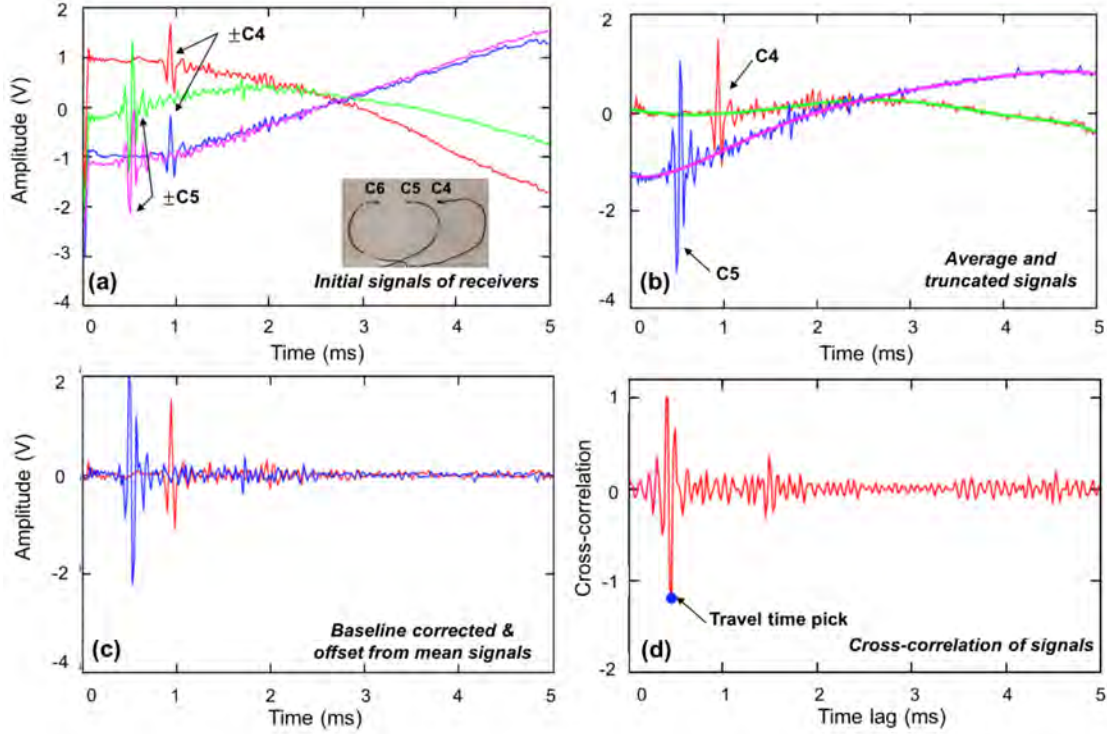 2
1
0
-1
-2
-3
-4
Amplitude (V)
±C4
±C5
C6 C5 C4
(a)
Initial signals of receivers
0 1 2 3 4 5
Time (ms)
2
0
-2
-4
C4
C5
(b)
Average and
truncated signals
0 1 2 3 4 5
Time (ms)
2
0
-2
-4
Amplitude (V)
(c)
Baseline corrected &
offset from mean signals
0 1 2 3 4 5
Time (ms)
1
0
-1
-2
Cross-correlation
Travel time pick
(d)
Cross-correlation of signals
0 1 2 3 4 5
Time lag (ms)